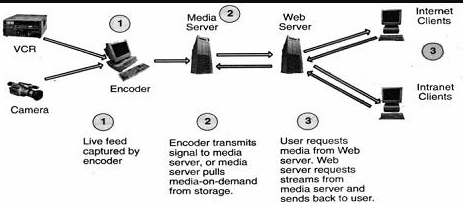 1
Media
Server
2
Web
Server
Internet
Clients
VCR
Encoder
3
Camera
Intranet
Clients
1
Live feed
captured by
encoder
2
Encoder transmits
signal to media
server, or media
server pulls
media-on-demand
from storage.
3
User requests
media from Web
server. Web
server requests
streams from
media server and
sends back to user.